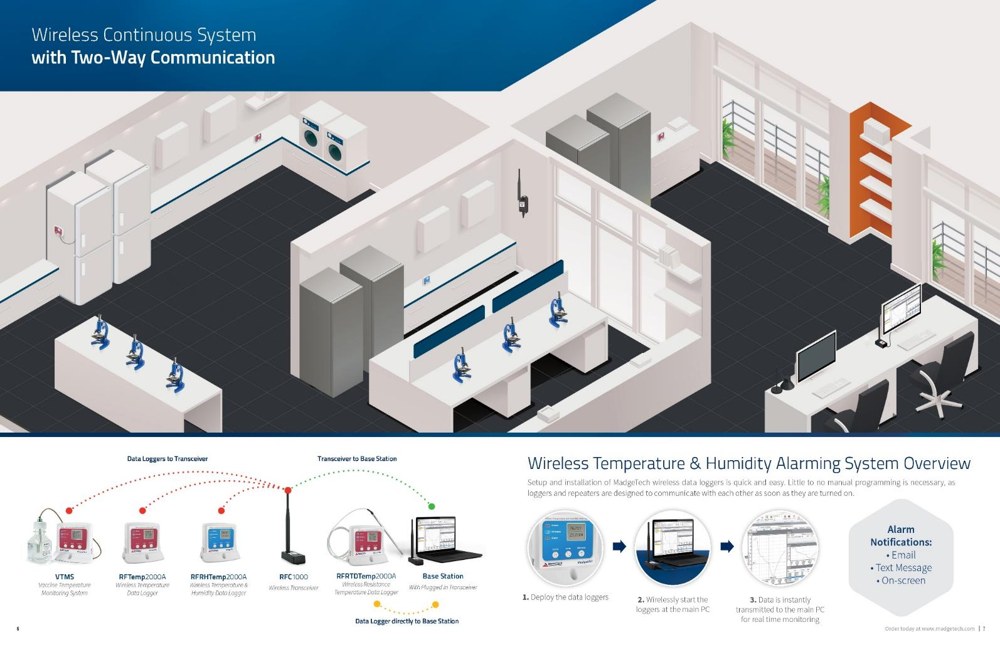 Wireless Continuous System
with Two-Way Communication
Data Loggers to Transceiver
Transceiver to Base Station
VTMS
Vaccine Temperature
Monitoring System
RFTemp2000A
Wireless Temperature
Data Logger
RFRHTemp2000A
Wireless Temperature &
Humidity Data Logger
RFC1000
Wireless Transceiver
RFRTDTemp2000A
Wireless Resistance
Temperature Data Logger
Base Station
With Plugged in Transceiver
Data Logger directly to Base Station
6
Wireless Temperature & Humidity Alarming System Overview
Setup and installation of MadgeTech wireless data loggers is quick and easy. Little to no manual programming is necessary, as
loggers and repeaters are designed to communicate with each other as soon as they are turned on.
1. Deploy the data loggers
2. Wirelessly start the
loggers at the main PC
3. Data is instantly
transmitted to the main PC
for real time monitoring
Alarm
Notifications:
• Email
• Text Message
• On-screen
Order today at www.madgetech.com | 7